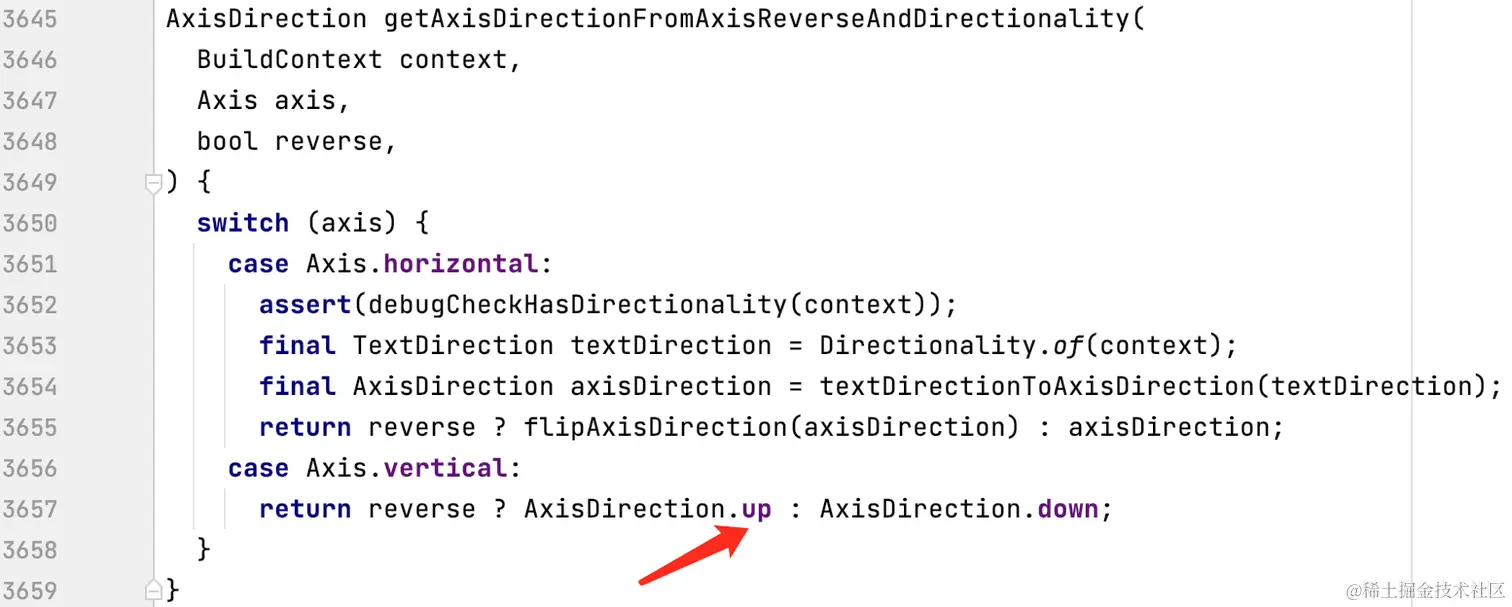 3645 AxisDirection getAxisDirectionFromAxisReverseAndDirectionality(
3646   BuildContext context,
3647   Axis axis,
3648   bool reverse,
3649 ) {
3650   switch (axis) {
3651     case Axis.horizontal:
3652       assert(debugCheckHasDirectionality(context));
3653       final TextDirection textDirection = Directionality.of(context);
3654       final AxisDirection axisDirection = textDirectionToAxisDirection(textDirection);
3655       return reverse ? flipAxisDirection(axisDirection) : axisDirection;
3656     case Axis.vertical:
3657       return reverse ? AxisDirection.up : AxisDirection.down;
3658   }
3659 }
@稀土掘金技术社区